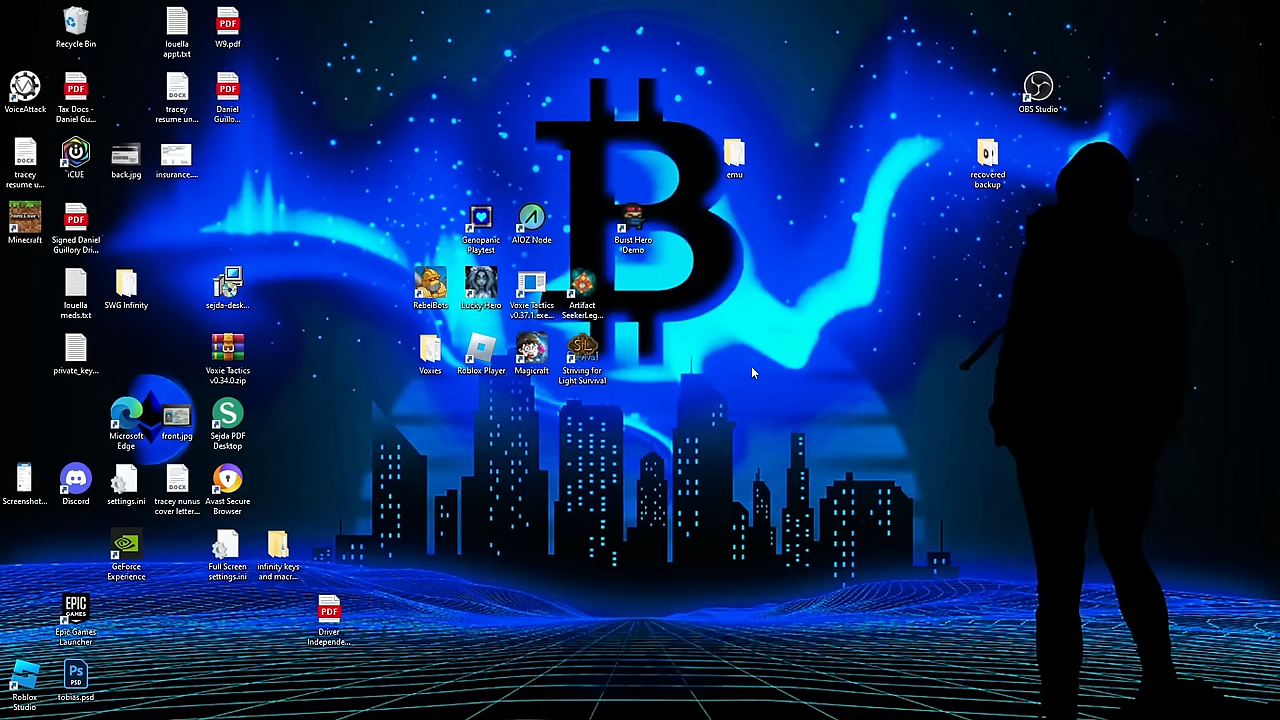 Recycle Bin
louella
appt.txt
W9.pdf
VoiceAttack
Tax Docs -
Daniel Gu...
tracey
resume un...
Daniel
Guillo...
OBS Studio
tracey
resume u...
iCUE
back.jpg
insurance....
emu
recovered
backup
Minecraft
Signed Daniel
Guillory Dri...
Genopanic
Playtest
AIOZ Node
Burst Hero
Demo
louella
meds.txt
SWG Infinity
sejda-desk...
RebelBots
Lucky Hero
Voxie Tactics
v0.37.1.exe...
Artifact
SeekerLeg...
private_key...
Voxie Tactics
v0.34.0.zip
Voxies
Roblox Player
Magicraft
Striving for
Light Survival
Microsoft
Edge
front.jpg
Sejda PDF
Desktop
Screenshot...
Discord
settings.ini
tracey nunus
cover letter...
Avast Secure
Browser
GeForce
Experience
Full Screen
settings.ini
infinity keys
and macr...
Epic Games
Launcher
Driver
Independe...
Roblox
Studio
tobias.psd